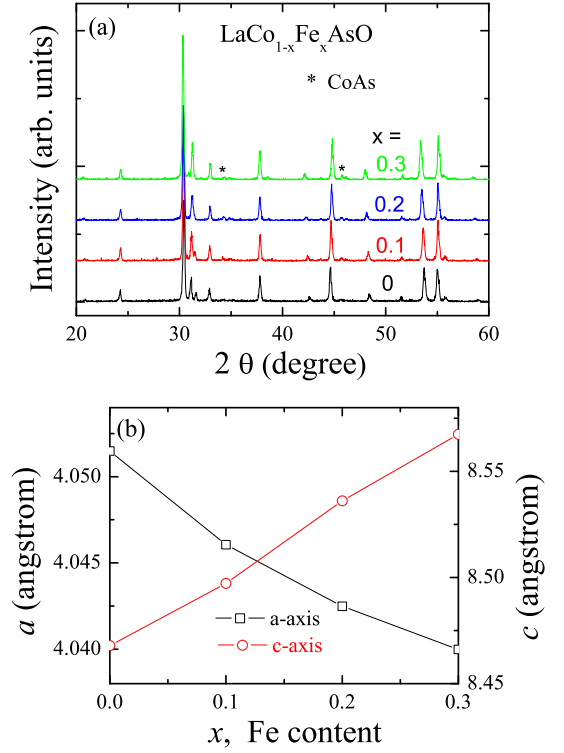 (a)
LaCo1-xFexAsO
* CoAs
x =
0.3
*
*
0.2
0.1
0
Intensity (arb. units)
20 30 40 50 60
2 θ (degree)
(b)
4.050
4.045
4.040
a (angstrom)
8.55
8.50
8.45
c (angstrom)
a-axis
c-axis
0.0 0.1 0.2 0.3
x, Fe content